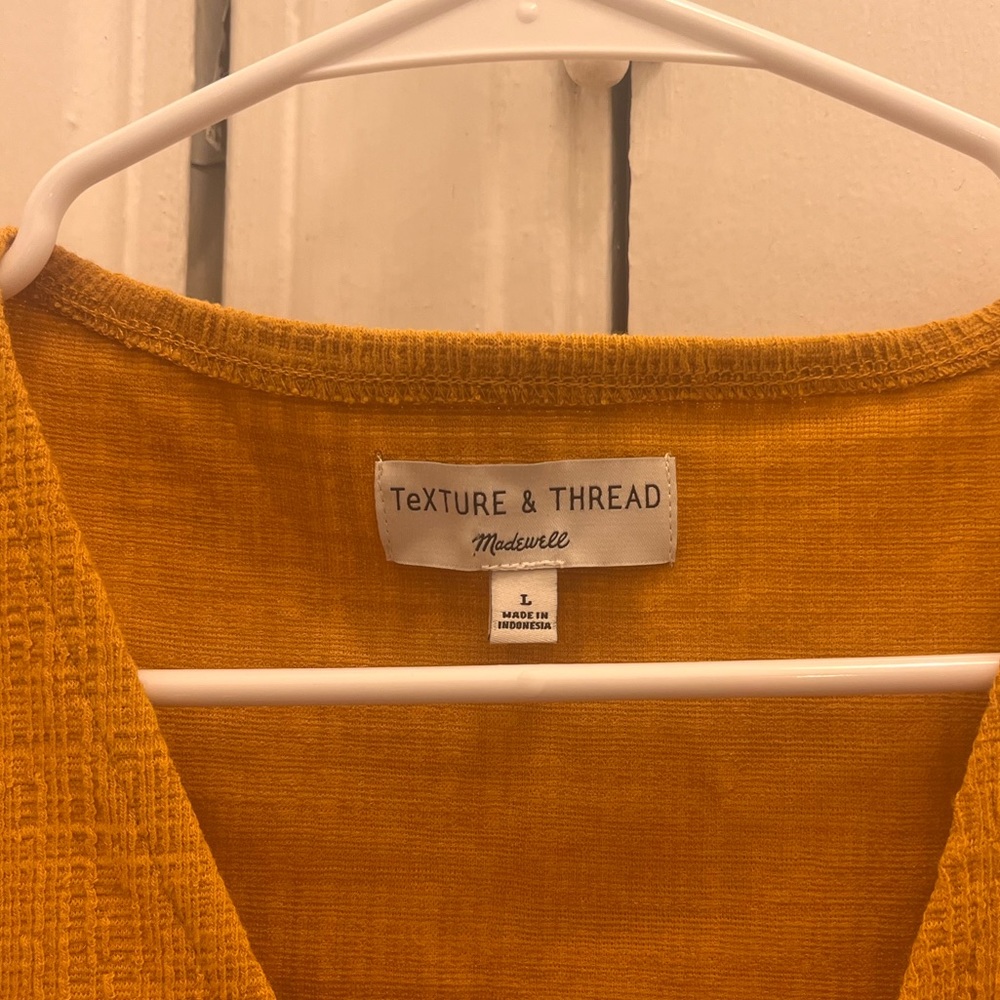 TeXTURE & THREAD
Madewell
L
MADE IN
INDONESIA